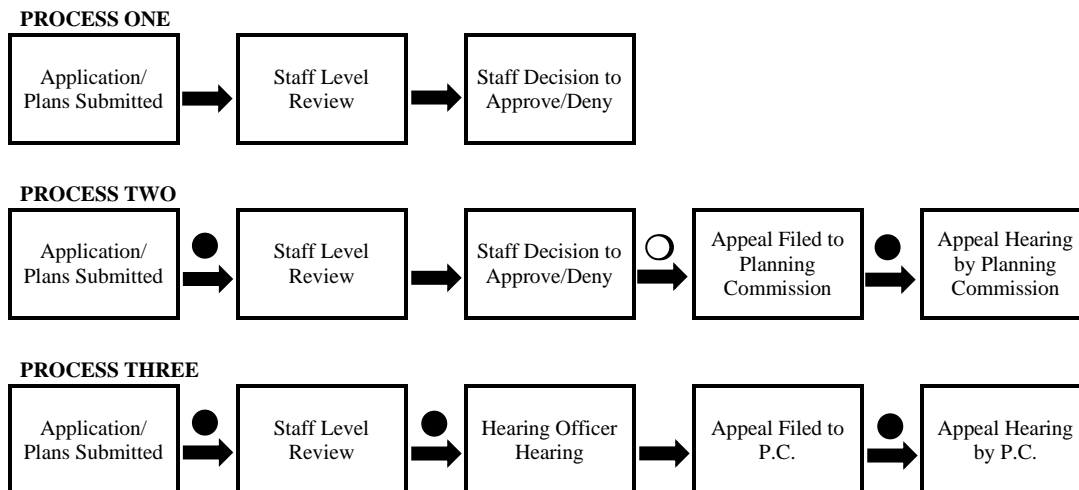 PROCESS ONE
Application/
Plans Submitted
Staff Level
Review
Staff Decision to
Approve/Deny
PROCESS TWO
Application/
Plans Submitted
Staff Level
Review
Staff Decision to
Approve/Deny
Appeal Filed to
Planning
Commission
Appeal Hearing
by Planning
Commission
PROCESS THREE
Application/
Plans Submitted
Staff Level
Review
Hearing Officer
Hearing
Appeal Filed to
P.C.
Appeal Hearing
by P.C.